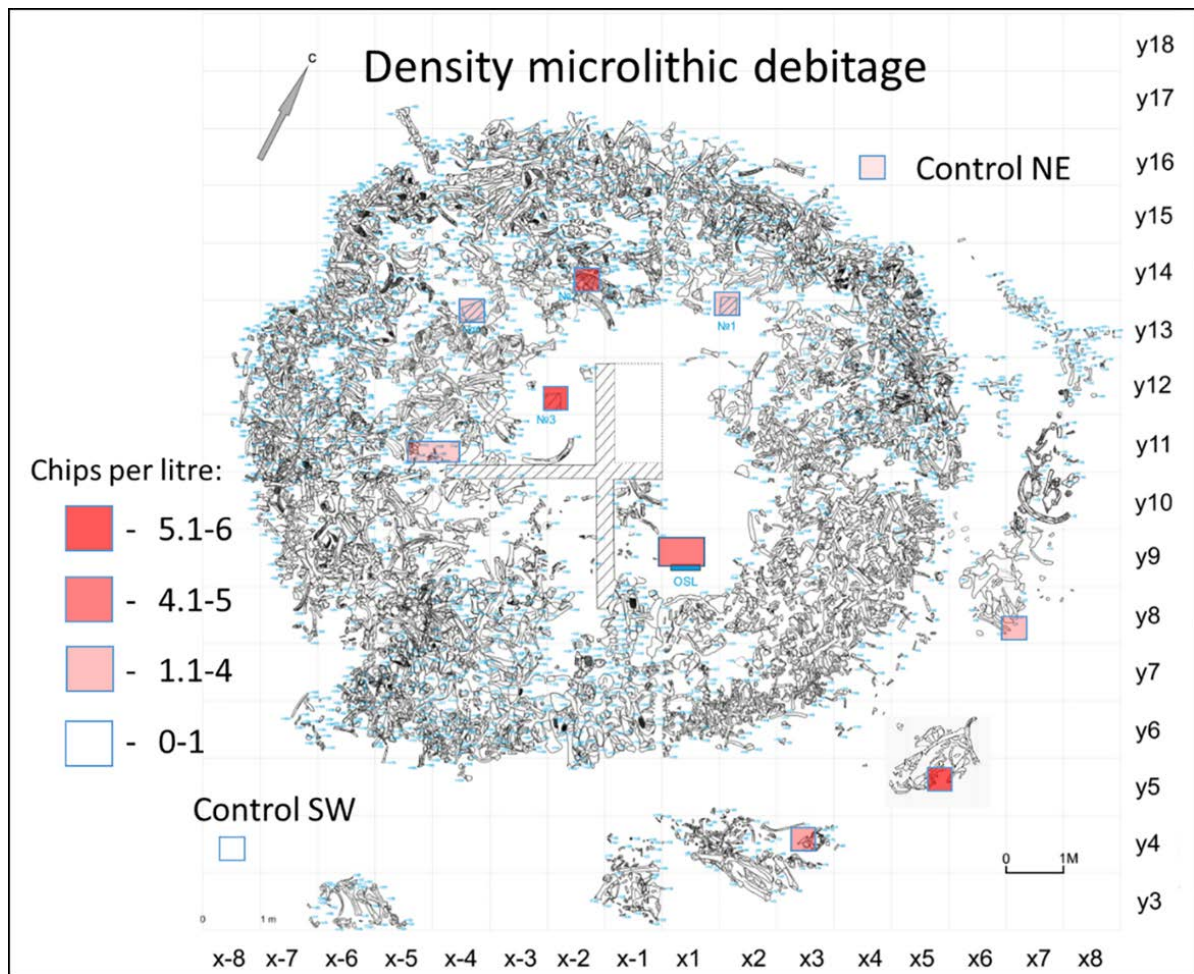 Density microlithic debitage
c
Control NE
№1
№3
OSL
Chips per litre:
- 5.1-6
- 4.1-5
- 1.1-4
- 0-1
Control SW
0 1M
0 1 m
y18
y17
y16
y15
y14
y13
y12
y11
y10
y9
y8
y7
y6
y5
y4
y3
x-8 x-7 x-6 x-5 x-4 x-3 x-2 x-1 x1 x2 x3 x4 x5 x6 x7 x8